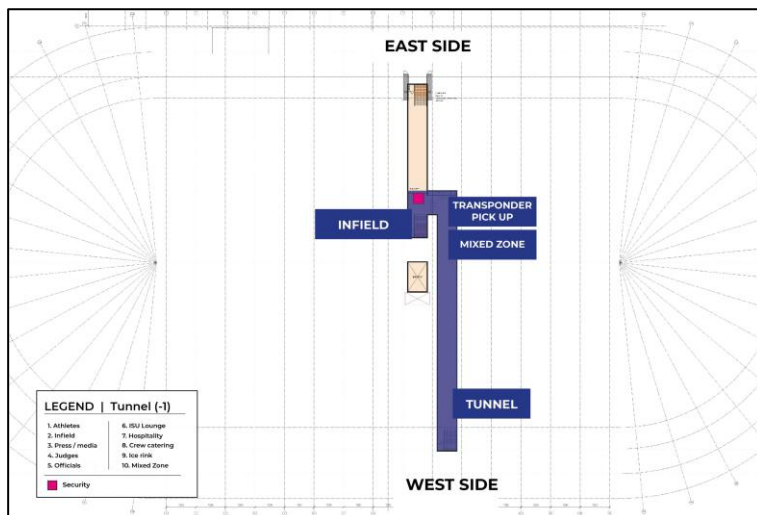 EAST SIDE
INFIELD
TRANSPONDER
PICK UP
MIXED ZONE
TUNNEL
LEGEND | Tunnel (-1)
1. Athletes
2. Infield
3. Press / media
4. Judges
5. Officials
6. ISU Lounge
7. Hospitality
8. Crew catering
9. Ice rink
10. Mixed Zone
Security
WEST SIDE